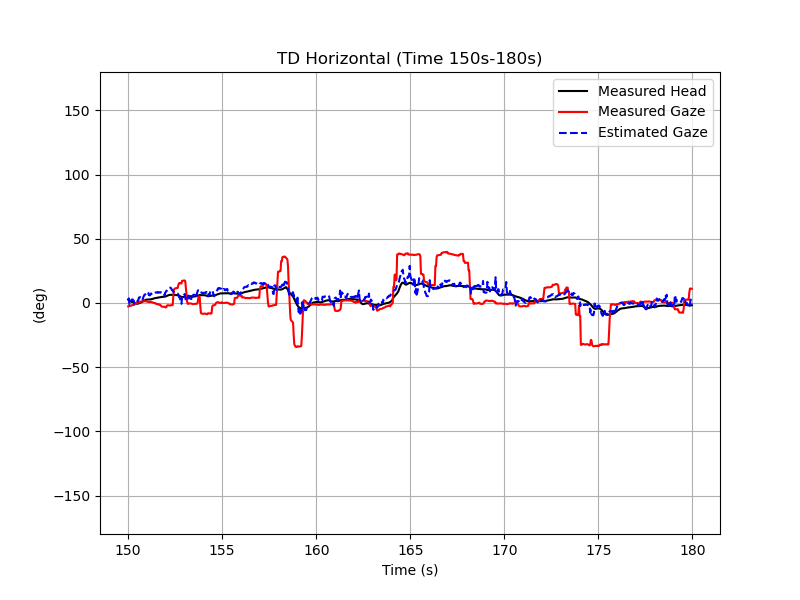 TD Horizontal (Time 150s-180s)
Measured Head
Measured Gaze
Estimated Gaze
150
100
50
0
−50
−100
−150
(deg)
150 155 160 165 170 175 180
Time (s)